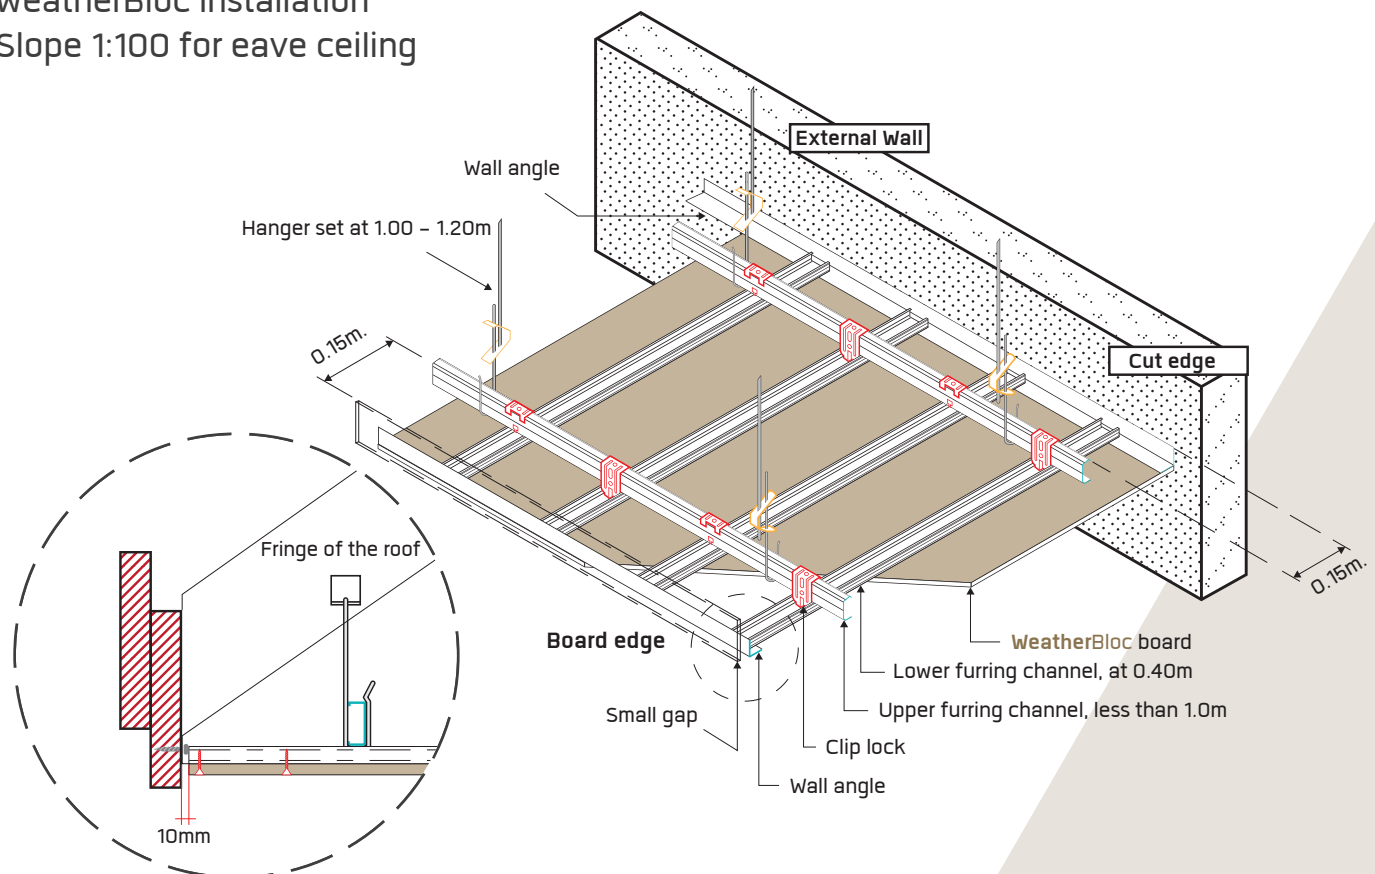 WeatherBloc Installation
Slope 1:100 for eave ceiling
External Wall
Wall angle
Hanger set at 1.00 – 1.20m
0.15m.
Cut edge
Fringe of the roof
0.15m.
Board edge
WeatherBloc board
Lower furring channel, at 0.40m
Small gap
Upper furring channel, less than 1.0m
Clip lock
Wall angle
10mm